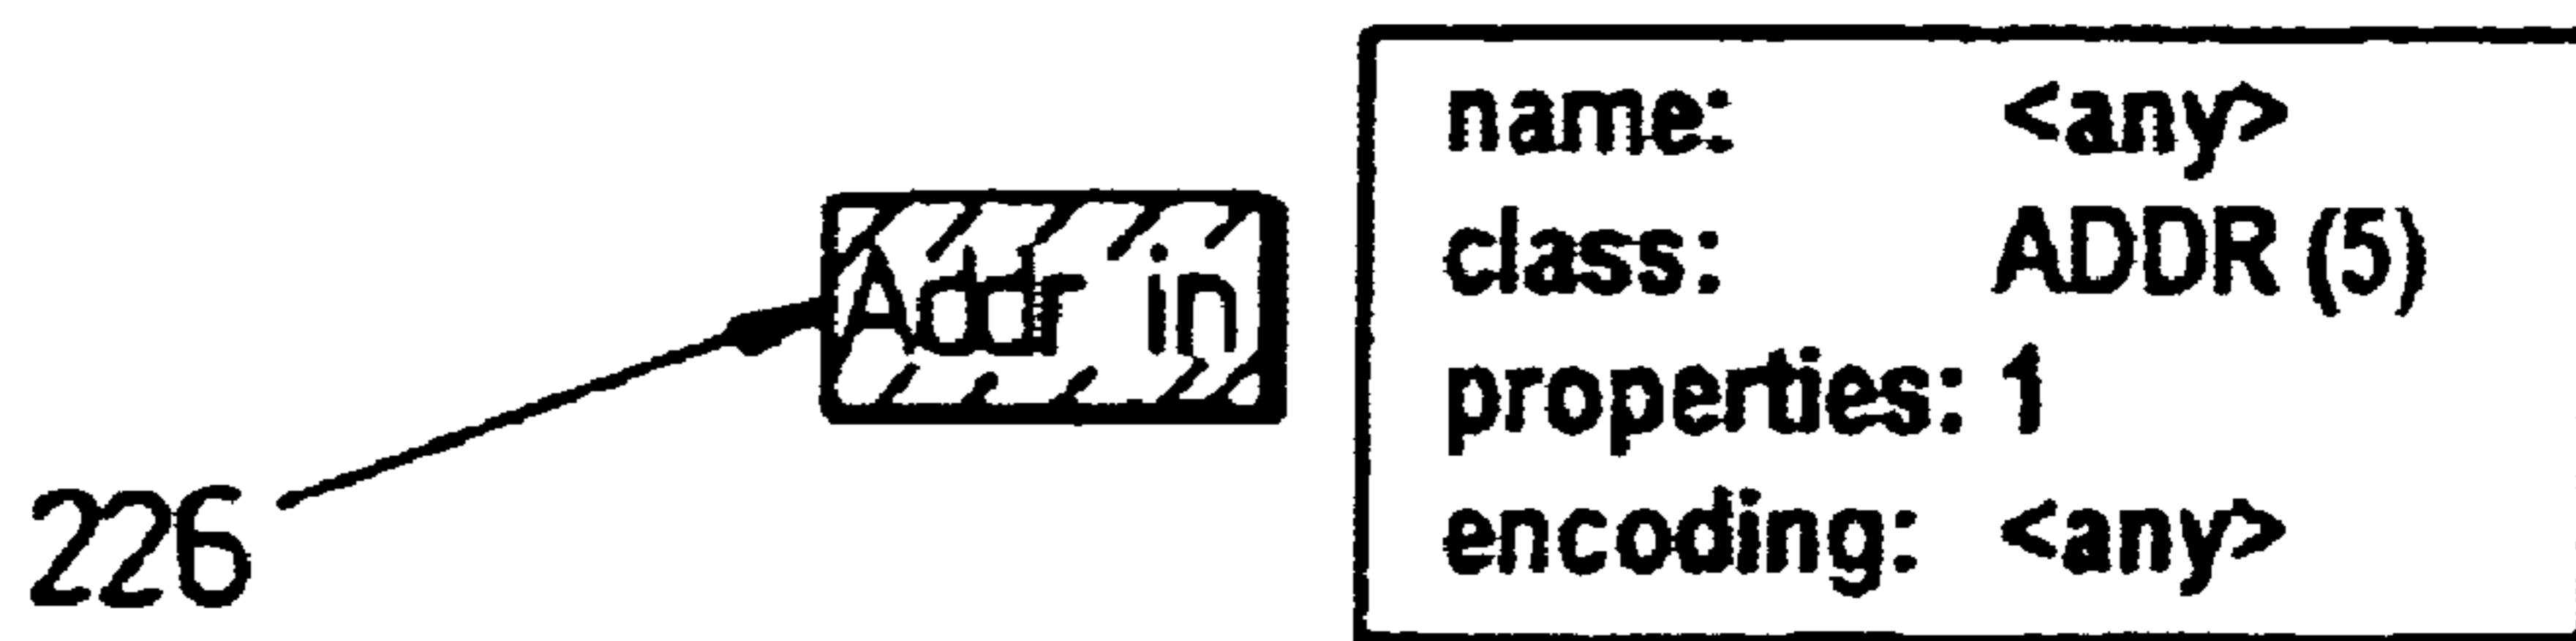 name: <any>
class: ADDR (5)
Addr in
properties: 1
encoding: <any>
226